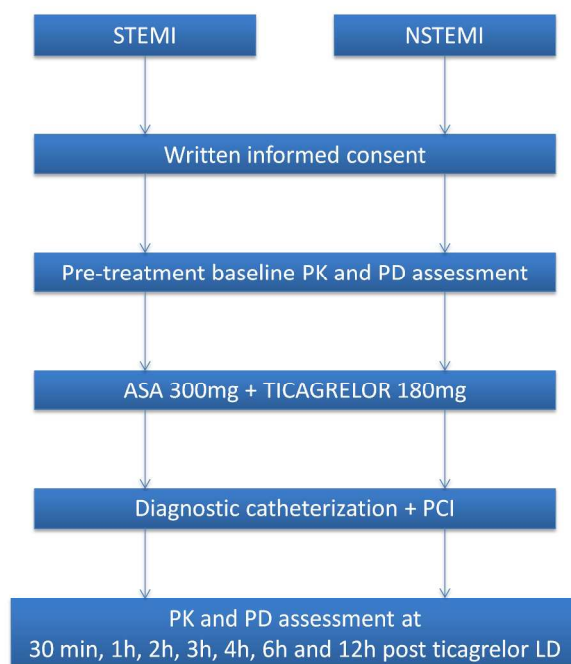 STEMI
NSTEMI
Written informed consent
Pre-treatment baseline PK and PD assessment
ASA 300mg + TICAGRELOR 180mg
Diagnostic catheterization + PCI
PK and PD assessment at
30 min, 1h, 2h, 3h, 4h, 6h and 12h post ticagrelor LD